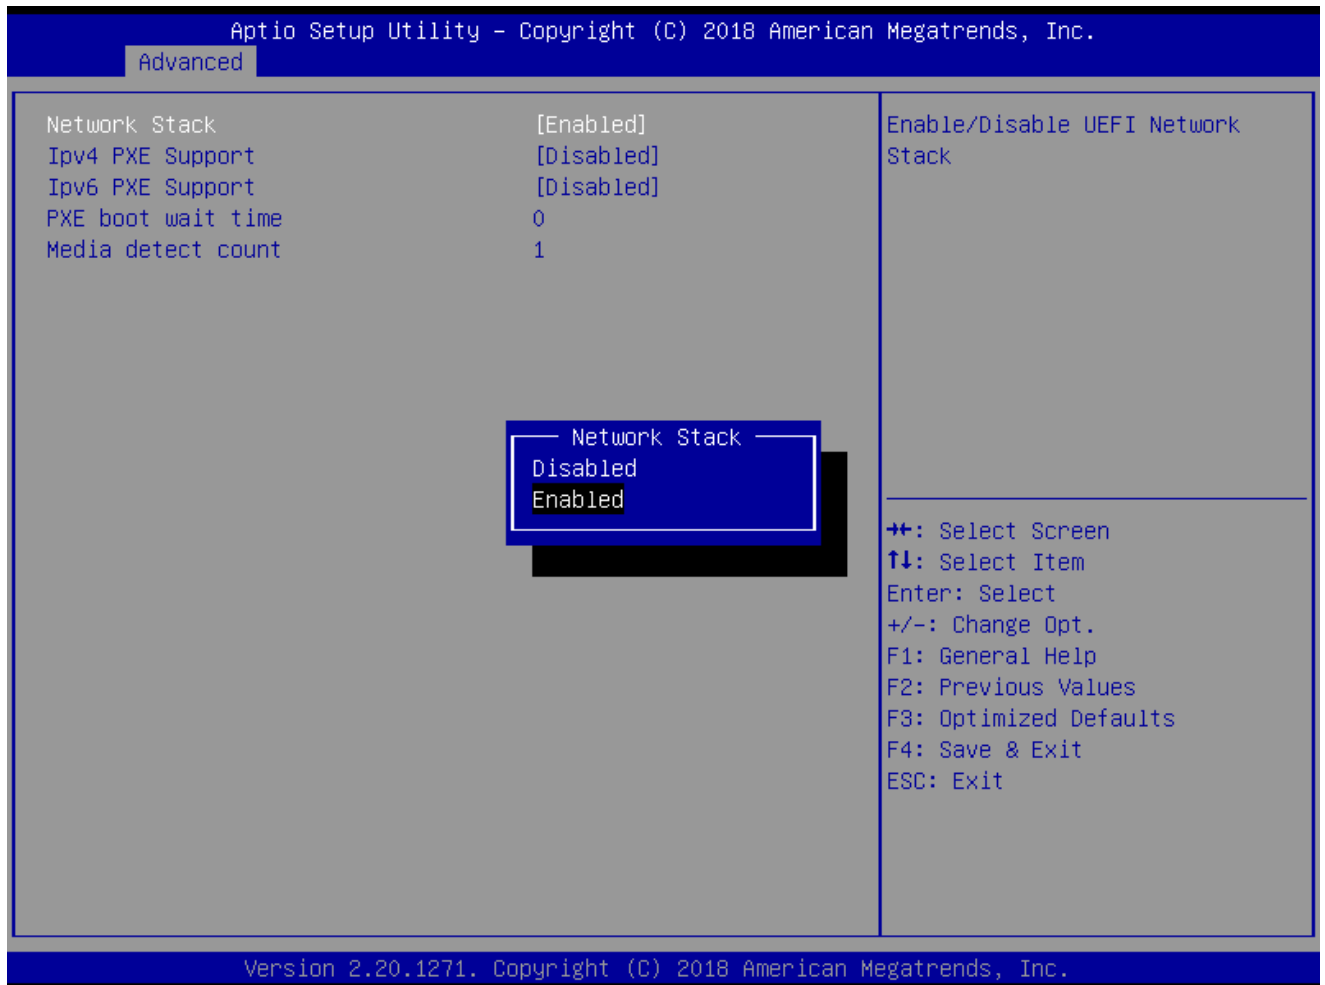 Aptio Setup Utility – Copyright (C) 2018 American Megatrends, Inc.
Advanced
Network Stack [Enabled]
Ipv4 PXE Support [Disabled]
Ipv6 PXE Support [Disabled]
PXE boot wait time 0
Media detect count 1
Enable/Disable UEFI Network
Stack
Network Stack
Disabled
Enabled
→←: Select Screen
↑↓: Select Item
Enter: Select
+/-: Change Opt.
F1: General Help
F2: Previous Values
F3: Optimized Defaults
F4: Save & Exit
ESC: Exit
Version 2.20.1271. Copyright (C) 2018 American Megatrends, Inc.